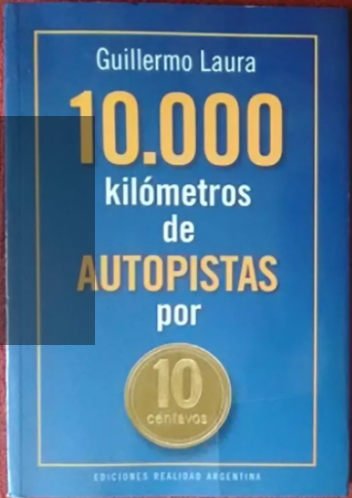 Guillermo Laura
10.000
kilómetros
de
AUTOPISTAS
por
10
centavos
EDICIONES REALIDAD ARGENTINA